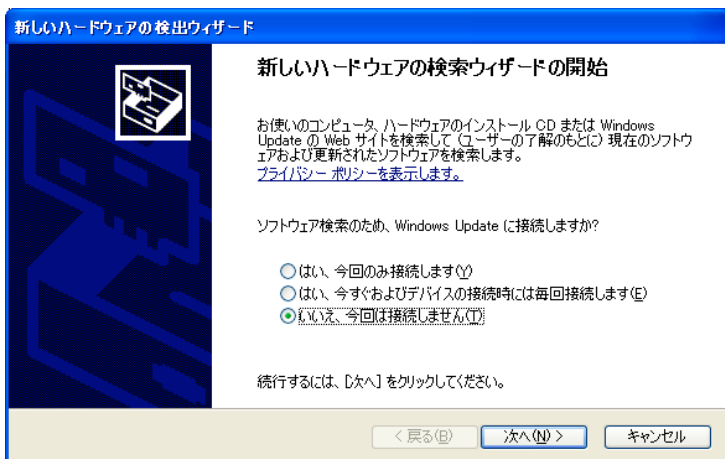 新しいハードウェアの検出ウィザード
新しいハードウェアの検索ウィザードの開始
お使いのコンピュータ、ハードウェアのインストール CD または Windows
Update の Web サイトを検索して (ユーザーの了解のもとに) 現在のソフトウ
ェアおよび更新されたソフトウェアを検索します。
プライバシー ポリシーを表示します。
ソフトウェア検索のため、Windows Update に接続しますか?
はい、今回のみ接続します(Y)
はい、今すぐおよびデバイスの接続時には毎回接続します(E)
いいえ、今回は接続しません(T)
続行するには、[次へ] をクリックしてください。
< 戻る(B)
次へ(N) >
キャンセル